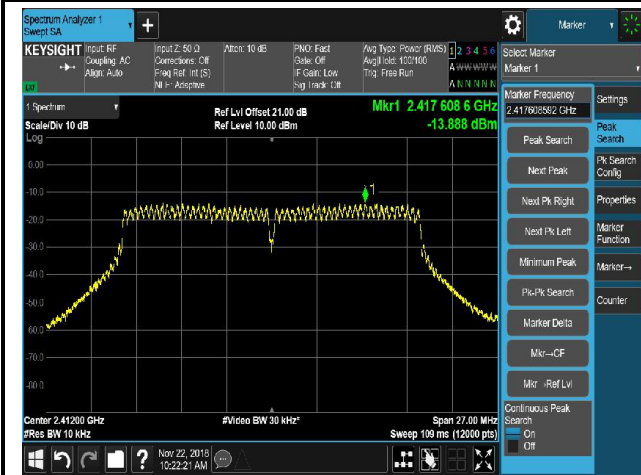 Spectrum Analyzer 1
Swept SA
+
Marker
KEYSIGHT
Input: RF
Coupling: AC
Align: Auto
Input Z: 50 Ω
Corrections: Off
Freq Ref: Int (S)
NFE: Adaptive
Atten: 10 dB
PNO: Fast
Gate: Off
IF Gain: Low
Sig Track: Off
Avg Type: Power (RMS)
Avg|Hold: 100/100
Trig: Free Run
1 2 3 4 5 6
A W W W W W
A N N N N N
Select Marker
Marker 1
Marker Frequency
2.417608592 GHz
Settings
Peak Search
Next Peak
Next Pk Right
Next Pk Left
Minimum Peak
Pk-Pk Search
Marker Delta
Mkr→CF
Mkr→Ref Lvl
Continuous Peak
Search
On
Off
Peak
Search
Pk Search
Config
Properties
Marker
Function
Marker→
Counter
1 Spectrum
Scale/Div 10 dB
Log
Ref Lvl Offset 21.00 dB
Ref Level 10.00 dBm
Mkr1 2.417 608 6 GHz
-13.888 dBm
0.00
-10.0
-20.0
-30.0
-40.0
-50.0
-60.0
-70.0
-80.0
1
Center 2.41200 GHz
#Res BW 10 kHz
#Video BW 30 kHz*
Span 27.00 MHz
Sweep 109 ms (12000 pts)
?
Nov 22, 2018
10:22:21 AM